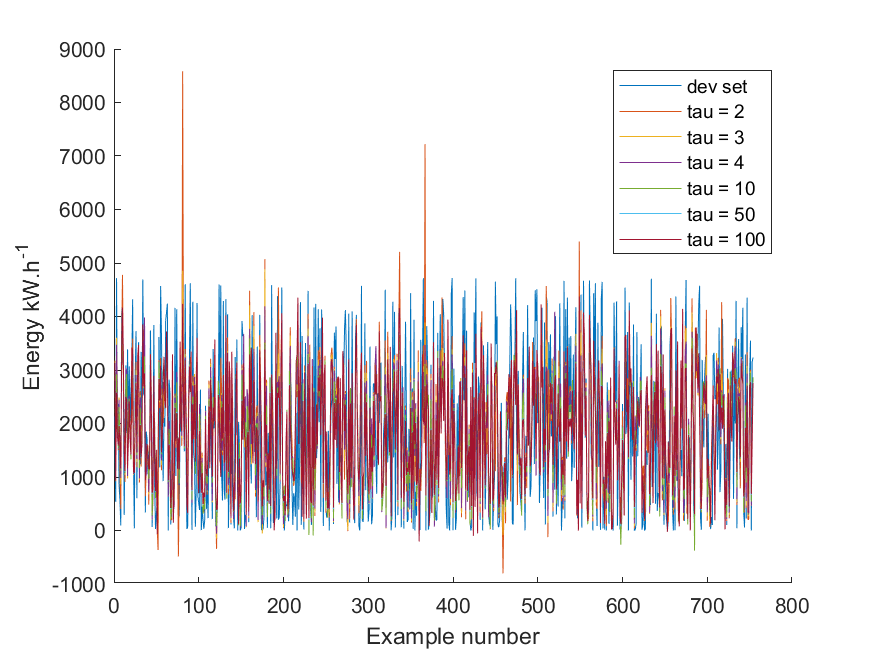 9000
8000
7000
6000
5000
4000
3000
2000
1000
0
-1000
Energy kW.h-1
dev set
tau = 2
tau = 3
tau = 4
tau = 10
tau = 50
tau = 100
0 100 200 300 400 500 600 700 800
Example number